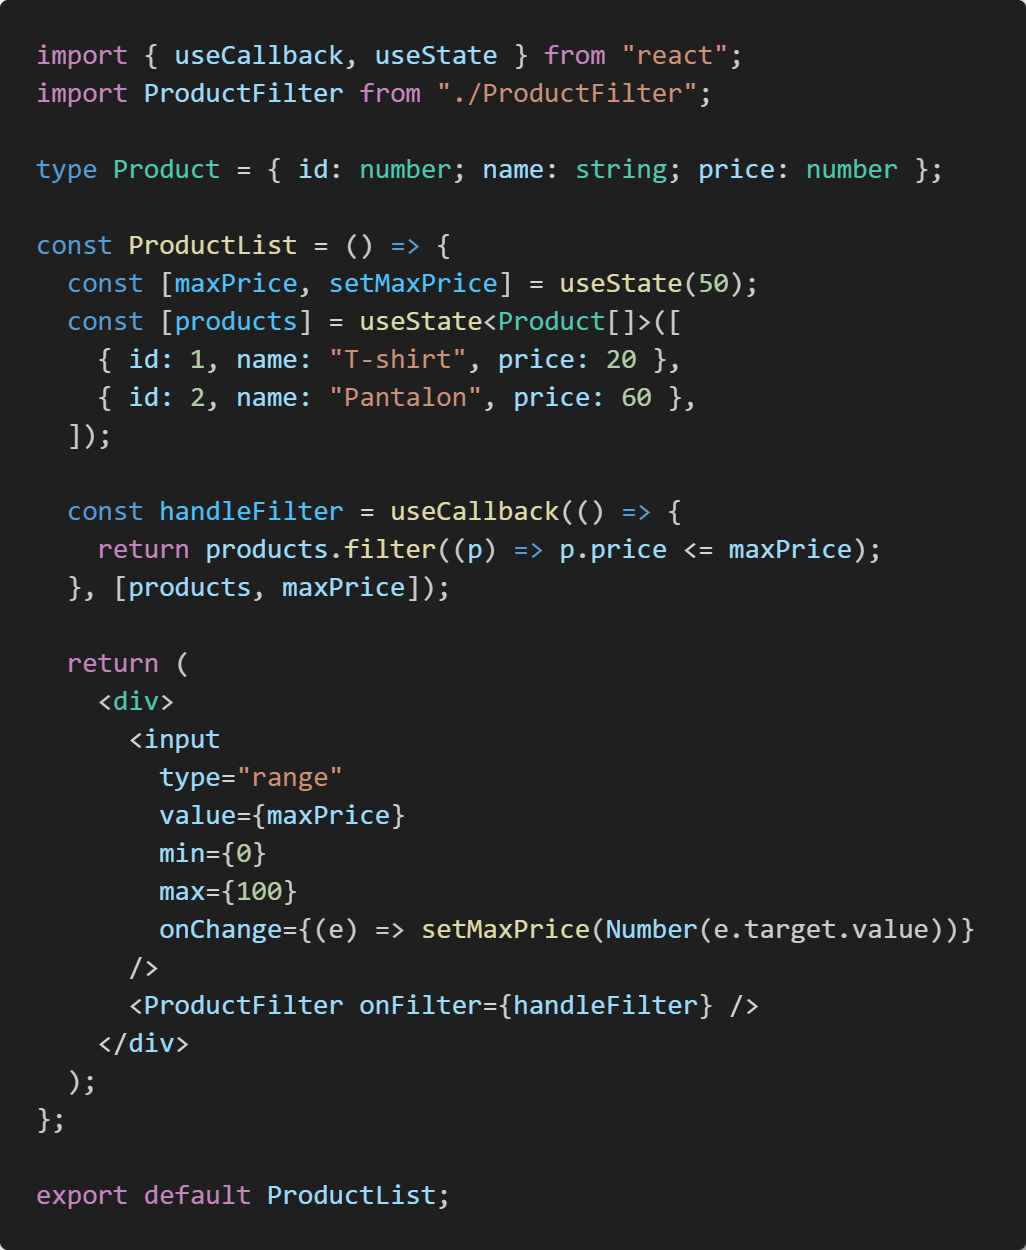 import { useCallback, useState } from "react";
import ProductFilter from "./ProductFilter";

type Product = { id: number; name: string; price: number };

const ProductList = () => {
  const [maxPrice, setMaxPrice] = useState(50);
  const [products] = useState<Product[]>([
    { id: 1, name: "T-shirt", price: 20 },
    { id: 2, name: "Pantalon", price: 60 },
  ]);

  const handleFilter = useCallback(() => {
    return products.filter((p) => p.price <= maxPrice);
  }, [products, maxPrice]);

  return (
    <div>
      <input
        type="range"
        value={maxPrice}
        min={0}
        max={100}
        onChange={(e) => setMaxPrice(Number(e.target.value))}
      />
      <ProductFilter onFilter={handleFilter} />
    </div>
  );
};

export default ProductList;